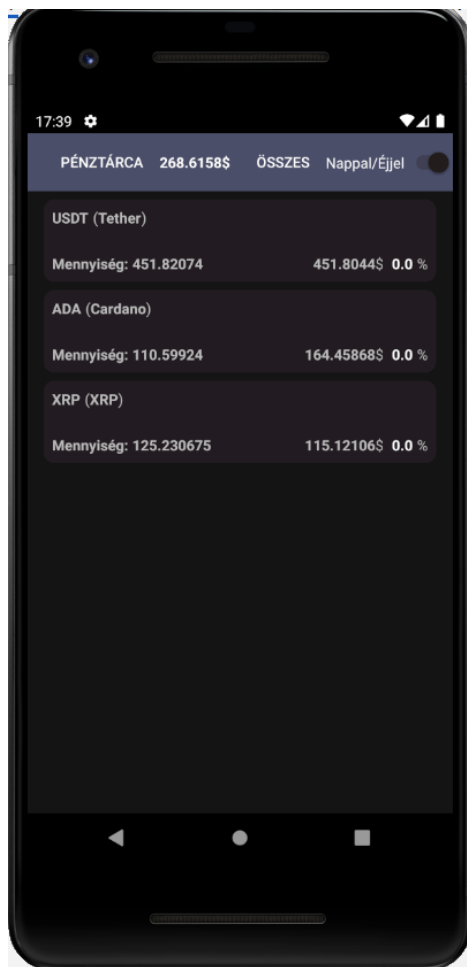 17:39
PÉNZTÁRCA 268.6158$ ÖSSZES Nappal/Éjjel
USDT (Tether)
Mennyiség: 451.82074 451.8044$ 0.0 %
ADA (Cardano)
Mennyiség: 110.59924 164.45868$ 0.0 %
XRP (XRP)
Mennyiség: 125.230675 115.12106$ 0.0 %